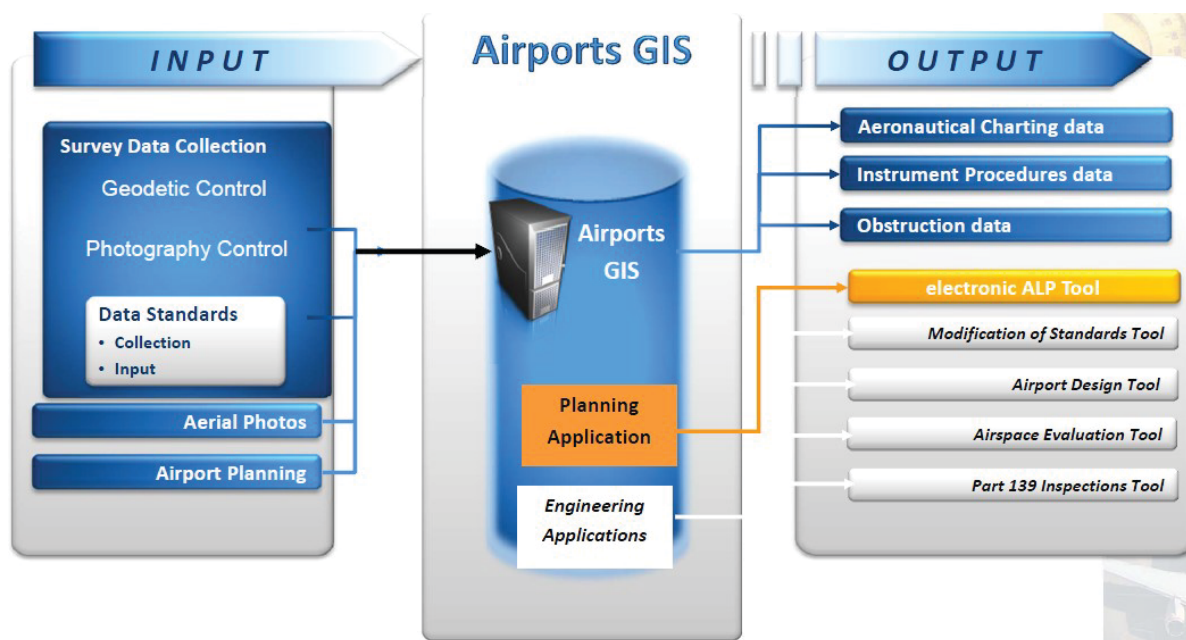 INPUT
Survey Data Collection
Geodetic Control
Photography Control
Data Standards
• Collection
• Input
Aerial Photos
Airport Planning
Airports GIS
Airports
GIS
Planning
Application
Engineering
Applications
OUTPUT
Aeronautical Charting data
Instrument Procedures data
Obstruction data
electronic ALP Tool
Modification of Standards Tool
Airport Design Tool
Airspace Evaluation Tool
Part 139 Inspections Tool